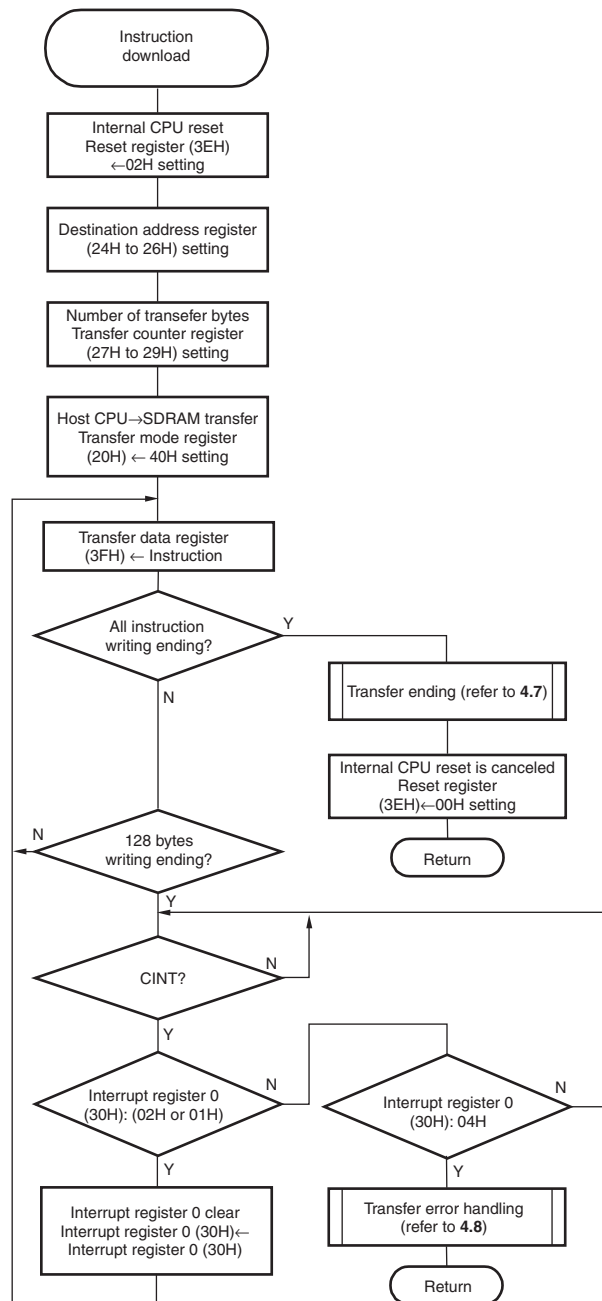 Instruction
download
Internal CPU reset
Reset register (3EH)
←02H setting
Destination address register
(24H to 26H) setting
Number of transefer bytes
Transfer counter register
(27H to 29H) setting
Host CPU→SDRAM transfer
Transfer mode register
(20H) ← 40H setting
Transfer data register
(3FH) ← Instruction
All instruction
writing ending?
Y
N
Transfer ending (refer to 4.7)
Internal CPU reset is canceled
Reset register
(3EH)←00H setting
Return
N
128 bytes
writing ending?
Y
CINT?
N
Y
Interrupt register 0
(30H): (02H or 01H)
N
Y
Interrupt register 0
(30H): 04H
N
Y
Interrupt register 0 clear
Interrupt register 0 (30H)←
Interrupt register 0 (30H)
Transfer error handling
(refer to 4.8)
Return